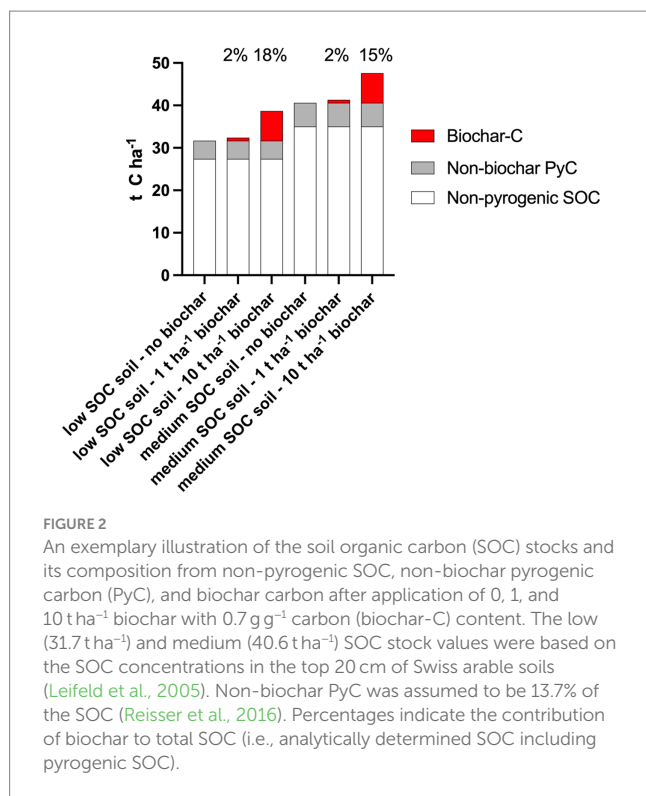 2% 18% 2% 15%
50
40
30
20
10
0
t C ha⁻¹
Biochar-C
Non-biochar PyC
Non-pyrogenic SOC
low SOC soil - no biochar
low SOC soil - 1 t ha⁻¹ biochar
low SOC soil - 10 t ha⁻¹ biochar
medium SOC soil - no biochar
medium SOC soil - 1 t ha⁻¹ biochar
medium SOC soil - 10 t ha⁻¹ biochar
FIGURE 2
An exemplary illustration of the soil organic carbon (SOC) stocks and
its composition from non-pyrogenic SOC, non-biochar pyrogenic
carbon (PyC), and biochar carbon after application of 0, 1, and
10 t ha⁻¹ biochar with 0.7 g g⁻¹ carbon (biochar-C) content. The low
(31.7 t ha⁻¹) and medium (40.6 t ha⁻¹) SOC stock values were based on
the SOC concentrations in the top 20 cm of Swiss arable soils
(Leifeld et al., 2005). Non-biochar PyC was assumed to be 13.7% of
the SOC (Reisser et al., 2016). Percentages indicate the contribution
of biochar to total SOC (i.e., analytically determined SOC including
pyrogenic SOC).